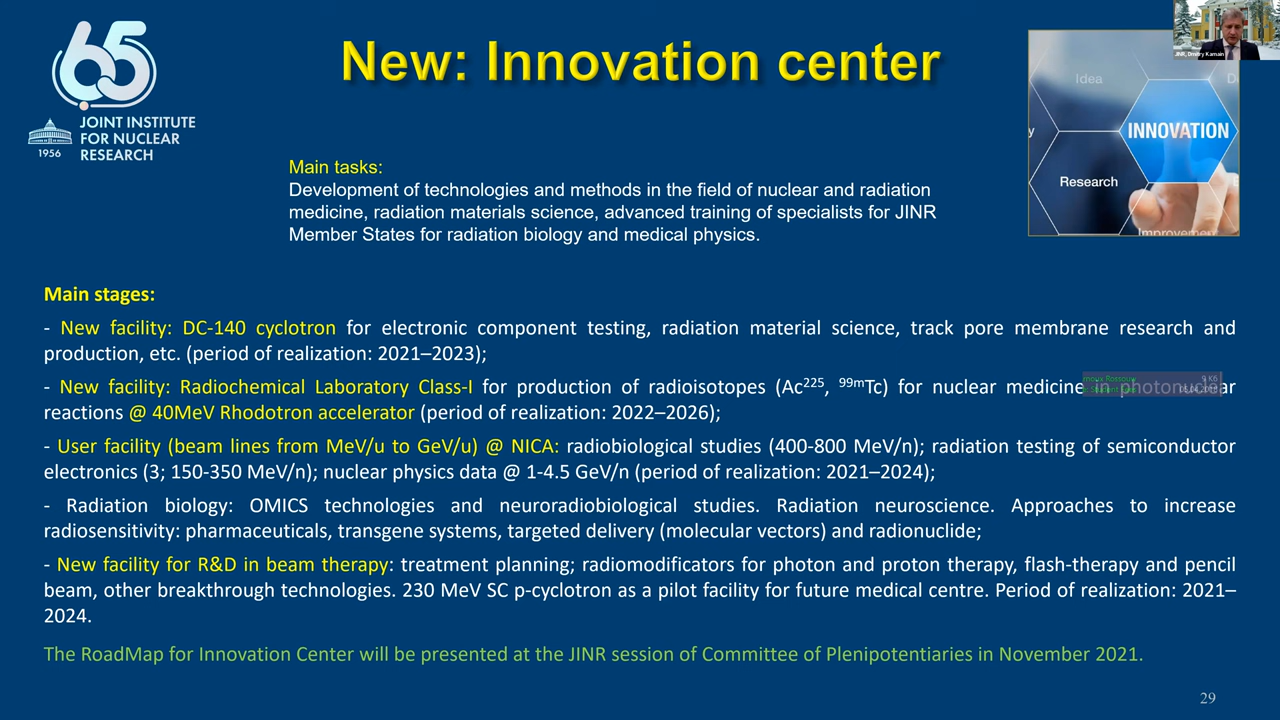 65
JOINT INSTITUTE
FOR NUCLEAR
RESEARCH
1956
New: Innovation center
JINR, Dmitry Kamain
Idea
D
y
INNOVATION
Research
Improvement
Main tasks:
Development of technologies and methods in the field of nuclear and radiation
medicine, radiation materials science, advanced training of specialists for JINR
Member States for radiation biology and medical physics.
Main stages:
- New facility: DC-140 cyclotron for electronic component testing, radiation material science, track pore membrane research and
production, etc. (period of realization: 2021–2023);
- New facility: Radiochemical Laboratory Class-I for production of radioisotopes (Ac²²⁵, ⁹⁹ᵐTc) for nuclear medicine in photonuclear
reactions @ 40MeV Rhodotron accelerator (period of realization: 2022–2026);
- User facility (beam lines from MeV/u to GeV/u) @ NICA: radiobiological studies (400-800 MeV/n); radiation testing of semiconductor
electronics (3; 150-350 MeV/n); nuclear physics data @ 1-4.5 GeV/n (period of realization: 2021–2024);
- Radiation biology: OMICS technologies and neuroradiobiological studies. Radiation neuroscience. Approaches to increase
radiosensitivity: pharmaceuticals, transgene systems, targeted delivery (molecular vectors) and radionuclide;
- New facility for R&D in beam therapy: treatment planning; radiomodificators for photon and proton therapy, flash-therapy and pencil
beam, other breakthrough technologies. 230 MeV SC p-cyclotron as a pilot facility for future medical centre. Period of realization: 2021–
2024.
The RoadMap for Innovation Center will be presented at the JINR session of Committee of Plenipotentiaries in November 2021.
29